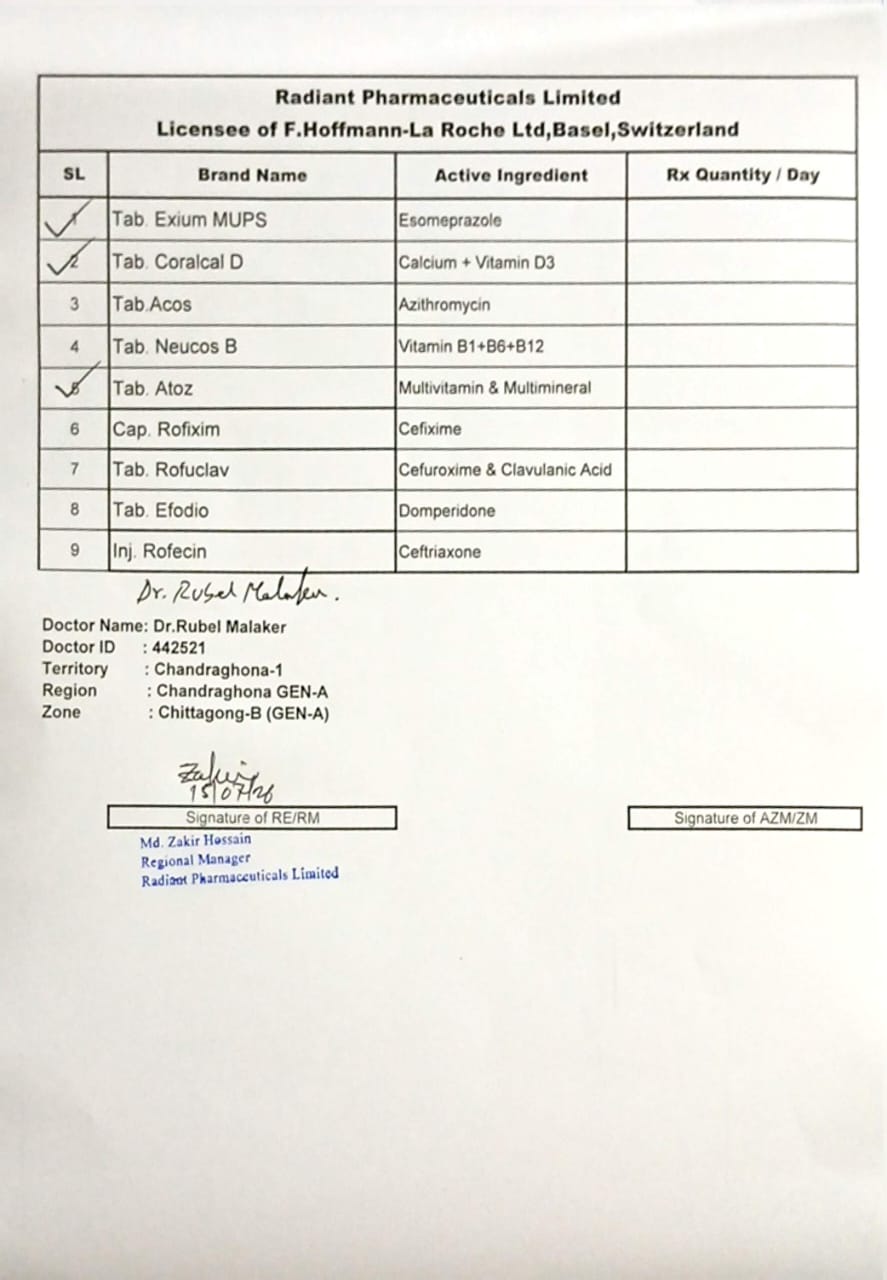 Radiant Pharmaceuticals Limited
Licensee of F.Hoffmann-La Roche Ltd,Basel,Switzerland
SL Brand Name Active Ingredient Rx Quantity / Day
1 Tab. Exium MUPS Esomeprazole
2 Tab. Coralcal D Calcium + Vitamin D3
3 Tab.Acos Azithromycin
4 Tab. Neucos B Vitamin B1+B6+B12
5 Tab. Atoz Multivitamin & Multimineral
6 Cap. Rofixim Cefixime
7 Tab. Rofuclav Cefuroxime & Clavulanic Acid
8 Tab. Efodio Domperidone
9 Inj. Rofecin Ceftriaxone
Dr. Rubel Malaker.
Doctor Name: Dr.Rubel Malaker
Doctor ID : 442521
Territory : Chandraghona-1
Region : Chandraghona GEN-A
Zone : Chittagong-B (GEN-A)
Zakir
15/07/26
Signature of RE/RM Signature of AZM/ZM
Md. Zakir Hossain
Regional Manager
Radiant Pharmaceuticals Limited